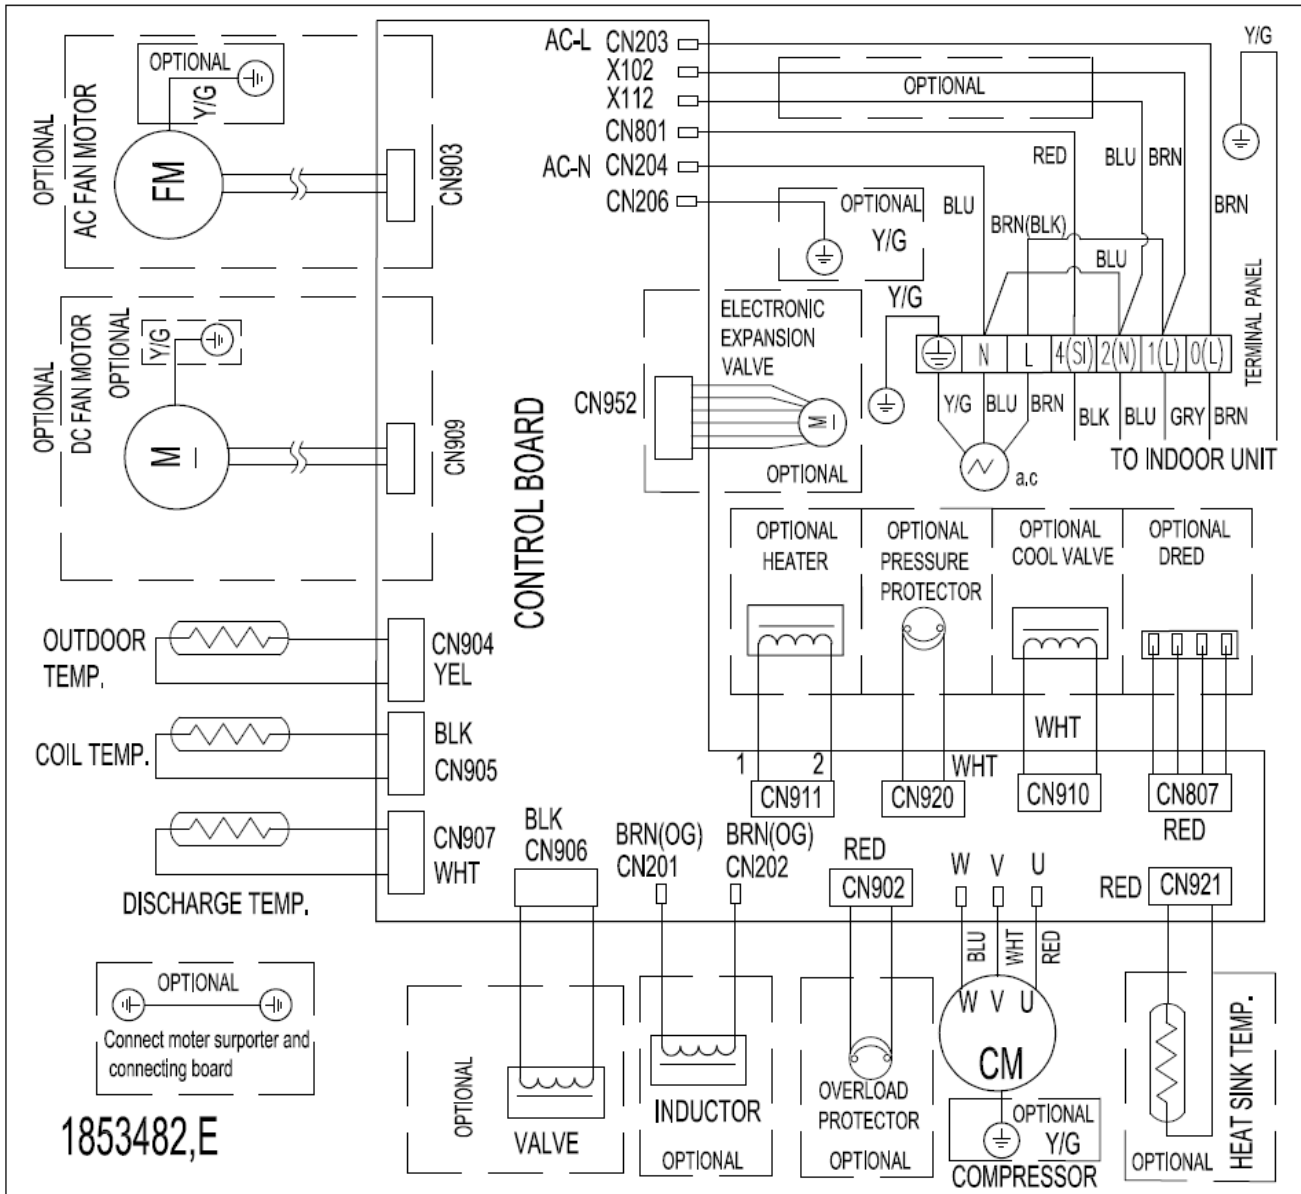 OPTIONAL
Y/G
FM
OPTIONAL
AC FAN MOTOR
CN903
OPTIONAL
DC FAN MOTOR
OPTIONAL
Y/G
M
CN909
OUTDOOR
TEMP.
CN904
YEL
COIL TEMP.
BLK
CN905
CN907
WHT
DISCHARGE TEMP.
OPTIONAL
Connect moter surporter and
connecting board
1853482,E
CONTROL BOARD
AC-L CN203
X102
X112
CN801
AC-N CN204
CN206
OPTIONAL
Y/G
RED
BLU
BRN
BLU
BRN(BLK)
BRN
BLU
OPTIONAL
Y/G
Y/G
TERMINAL PANEL
N
L
4(SI)
2(N)
1(L)
0(L)
Y/G
BLU
BRN
BLK
BLU
GRY
BRN
a.c
TO INDOOR UNIT
ELECTRONIC
EXPANSION
VALVE
CN952
M
OPTIONAL
OPTIONAL
HEATER
OPTIONAL
PRESSURE
PROTECTOR
OPTIONAL
COOL VALVE
OPTIONAL
DRED
1
2
WHT
WHT
CN911
CN920
CN910
CN807
RED
BLK
CN906
BRN(OG)
CN201
BRN(OG)
CN202
RED
CN902
W V U
RED
CN921
BLU
WHT
RED
W V U
CM
OPTIONAL
Y/G
COMPRESSOR
OPTIONAL
VALVE
INDUCTOR
OPTIONAL
OVERLOAD
PROTECTOR
OPTIONAL
HEAT SINK TEMP.
OPTIONAL